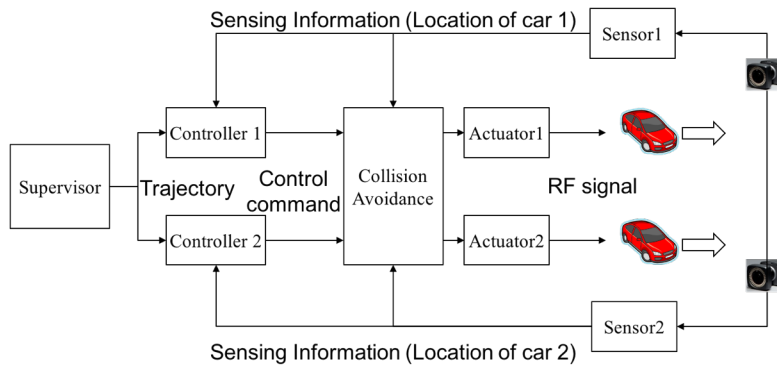 Sensing Information (Location of car 1)
Sensor1
Controller 1
Actuator1
Supervisor
Trajectory
Control
command
Collision
Avoidance
RF signal
Controller 2
Actuator2
Sensor2
Sensing Information (Location of car 2)